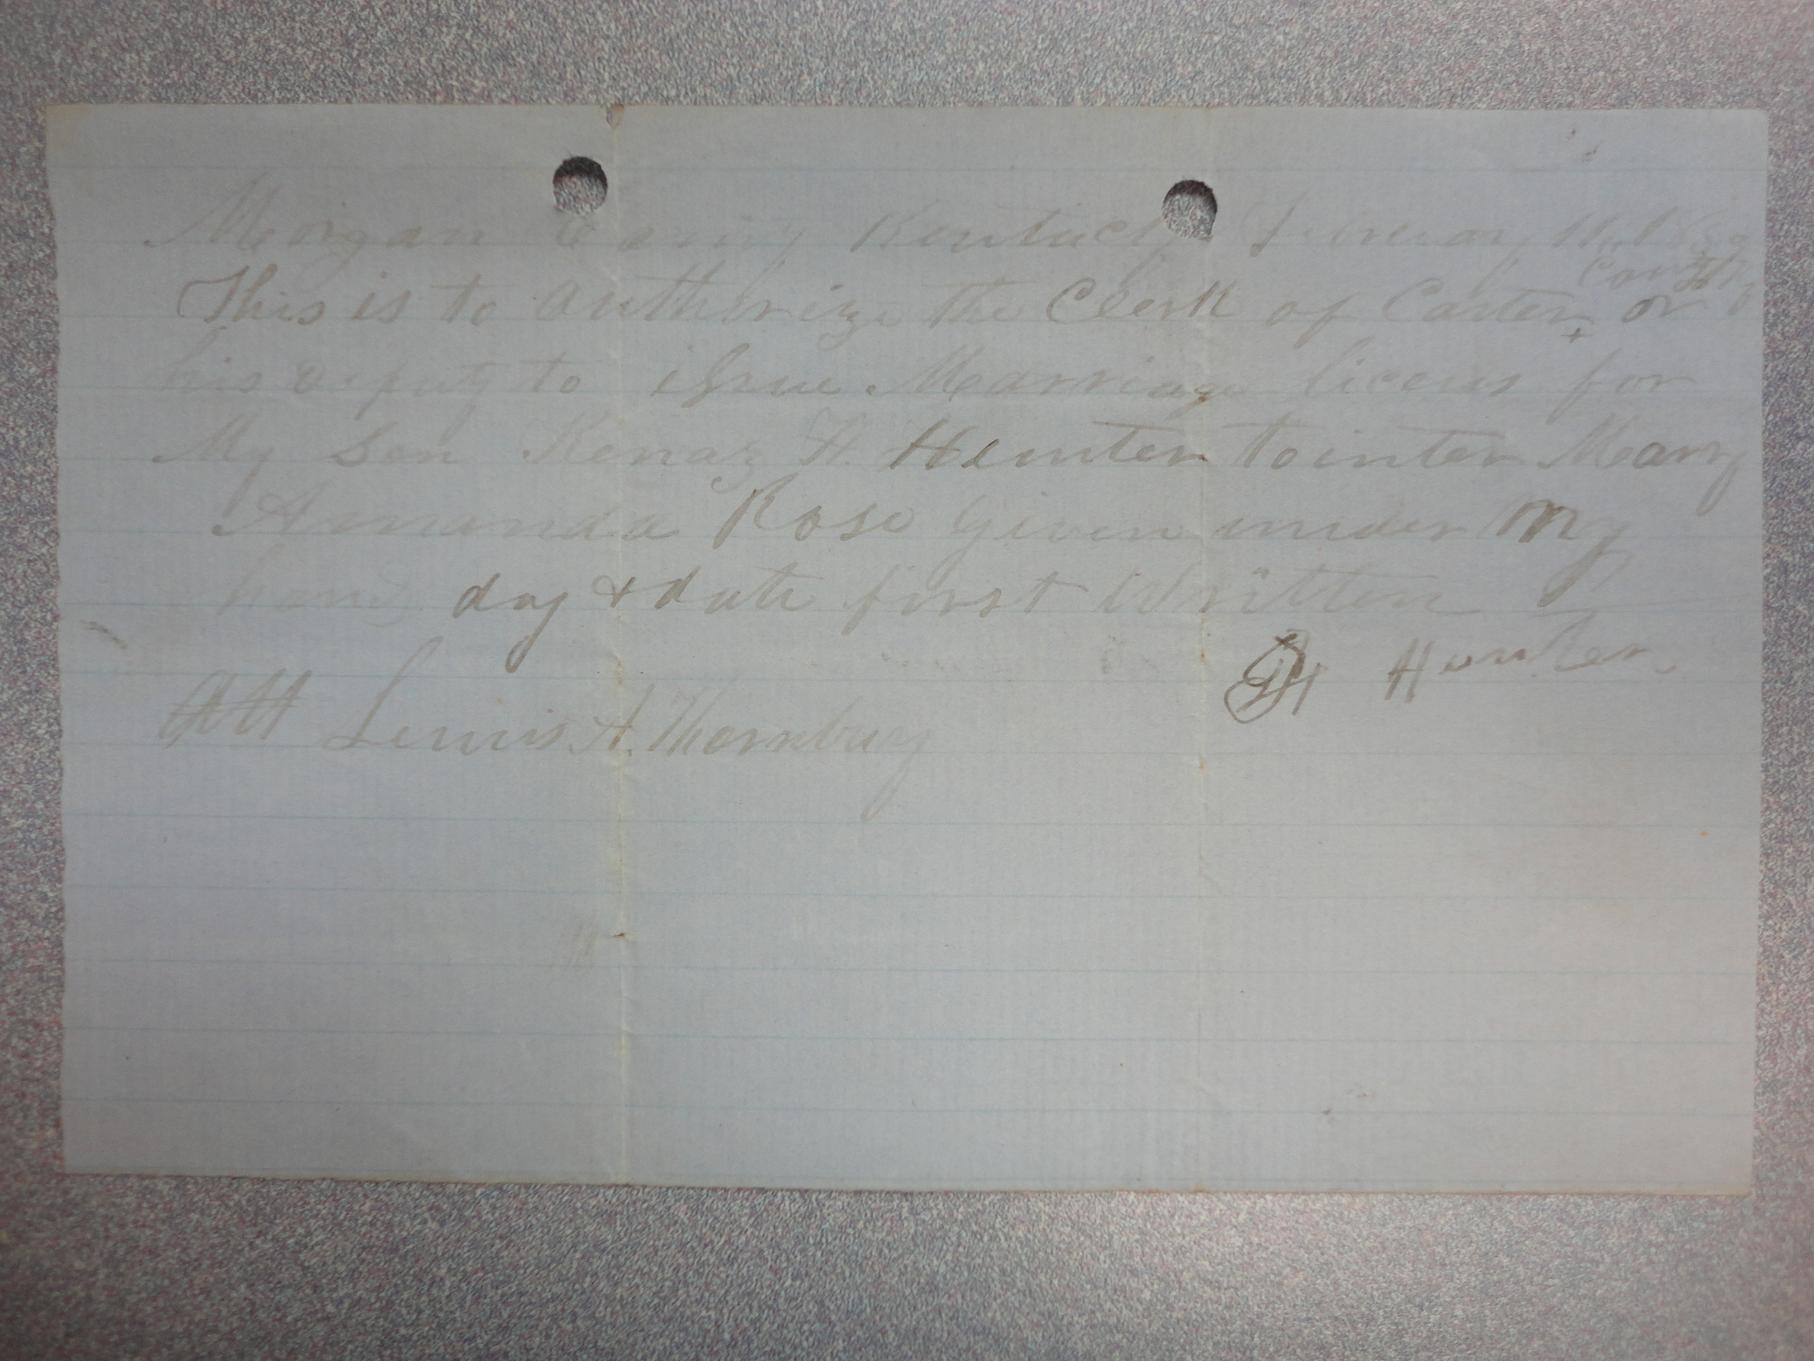 Morgan County Kentucky February
This is to authorize the Clerk of Carter County or
his deputy to issue Marriage licens for
My Son Kenaz H. Hunter to inter Mary
Amanda Rose Given under My
hand day + date first Written
H Hunter
Att Lewis A. Thornbury